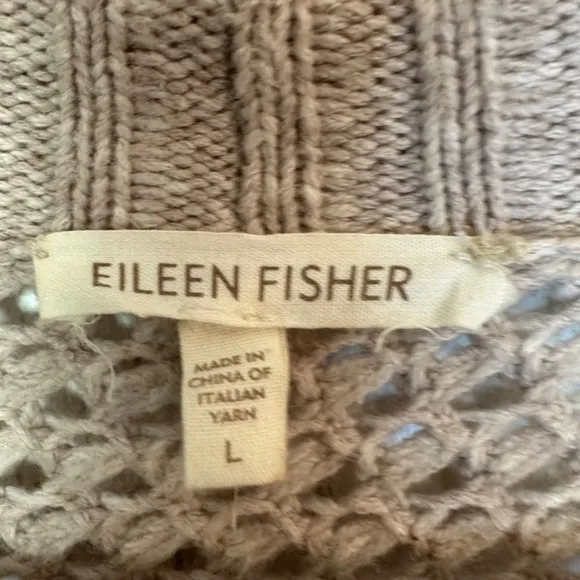 EILEEN FISHER
MADE IN
CHINA OF
ITALIAN
YARN
L